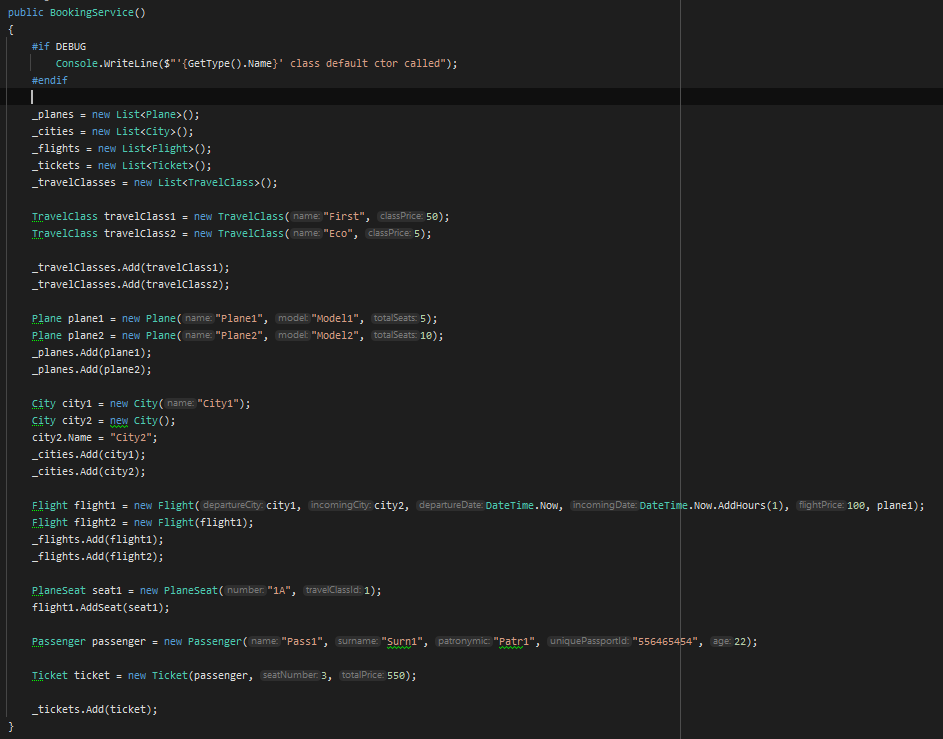 public BookingService()
{
#if DEBUG
Console.WriteLine($"'{GetType().Name}' class default ctor called");
#endif
_planes = new List<Plane>();
_cities = new List<City>();
_flights = new List<Flight>();
_tickets = new List<Ticket>();
_travelClasses = new List<TravelClass>();
TravelClass travelClass1 = new TravelClass( name: "First", classPrice: 50);
TravelClass travelClass2 = new TravelClass( name: "Eco", classPrice: 5);
_travelClasses.Add(travelClass1);
_travelClasses.Add(travelClass2);
Plane plane1 = new Plane( name: "Plane1", model: "Model1", totalSeats: 5);
Plane plane2 = new Plane( name: "Plane2", model: "Model2", totalSeats: 10);
_planes.Add(plane1);
_planes.Add(plane2);
City city1 = new City( name: "City1");
City city2 = new City();
city2.Name = "City2";
_cities.Add(city1);
_cities.Add(city2);
Flight flight1 = new Flight( departureCity: city1, incomingCity: city2, departureDate: DateTime.Now, incomingDate: DateTime.Now.AddHours(1), flightPrice: 100, plane1);
Flight flight2 = new Flight(flight1);
_flights.Add(flight1);
_flights.Add(flight2);
PlaneSeat seat1 = new PlaneSeat( number: "1A", travelClassId: 1);
flight1.AddSeat(seat1);
Passenger passenger = new Passenger( name: "Pass1", surname: "Surn1", patronymic: "Patr1", uniquePassportId: "556465454", age: 22);
Ticket ticket = new Ticket(passenger, seatNumber: 3, totalPrice: 550);
_tickets.Add(ticket);
}